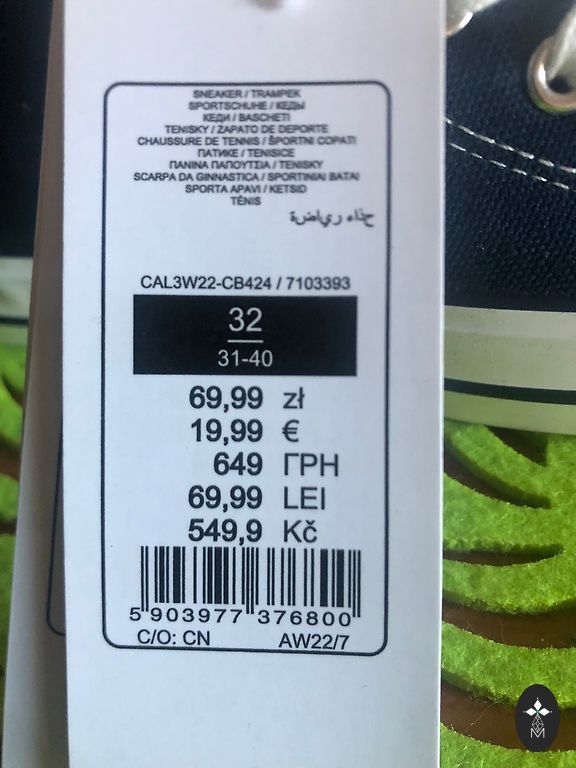 SNEAKER / TRAMPEK
SPORTSCHUHE / КЕДЫ
КЕДИ / BASCHETI
TENISKY / ZAPATO DE DEPORTE
CHAUSSURE DE TENNIS / ŠPORTNI COPATI
ПАТИКЕ / TENISICE
ΠΑΝΙΝΑ ΠΑΠΟΥΤΣΙΑ / TENISKY
SCARPA DA GINNASTICA / SPORTINIAI BATAI
SPORTA APAVI / KETSID
TÉNIS
حذاء رياضة
CAL3W22-CB424 / 7103393
32
31-40
69,99 zł
19,99 €
649 ГРН
69,99 LEI
549,9 Kč
5 903977 376800
C/O: CN AW22/7
M